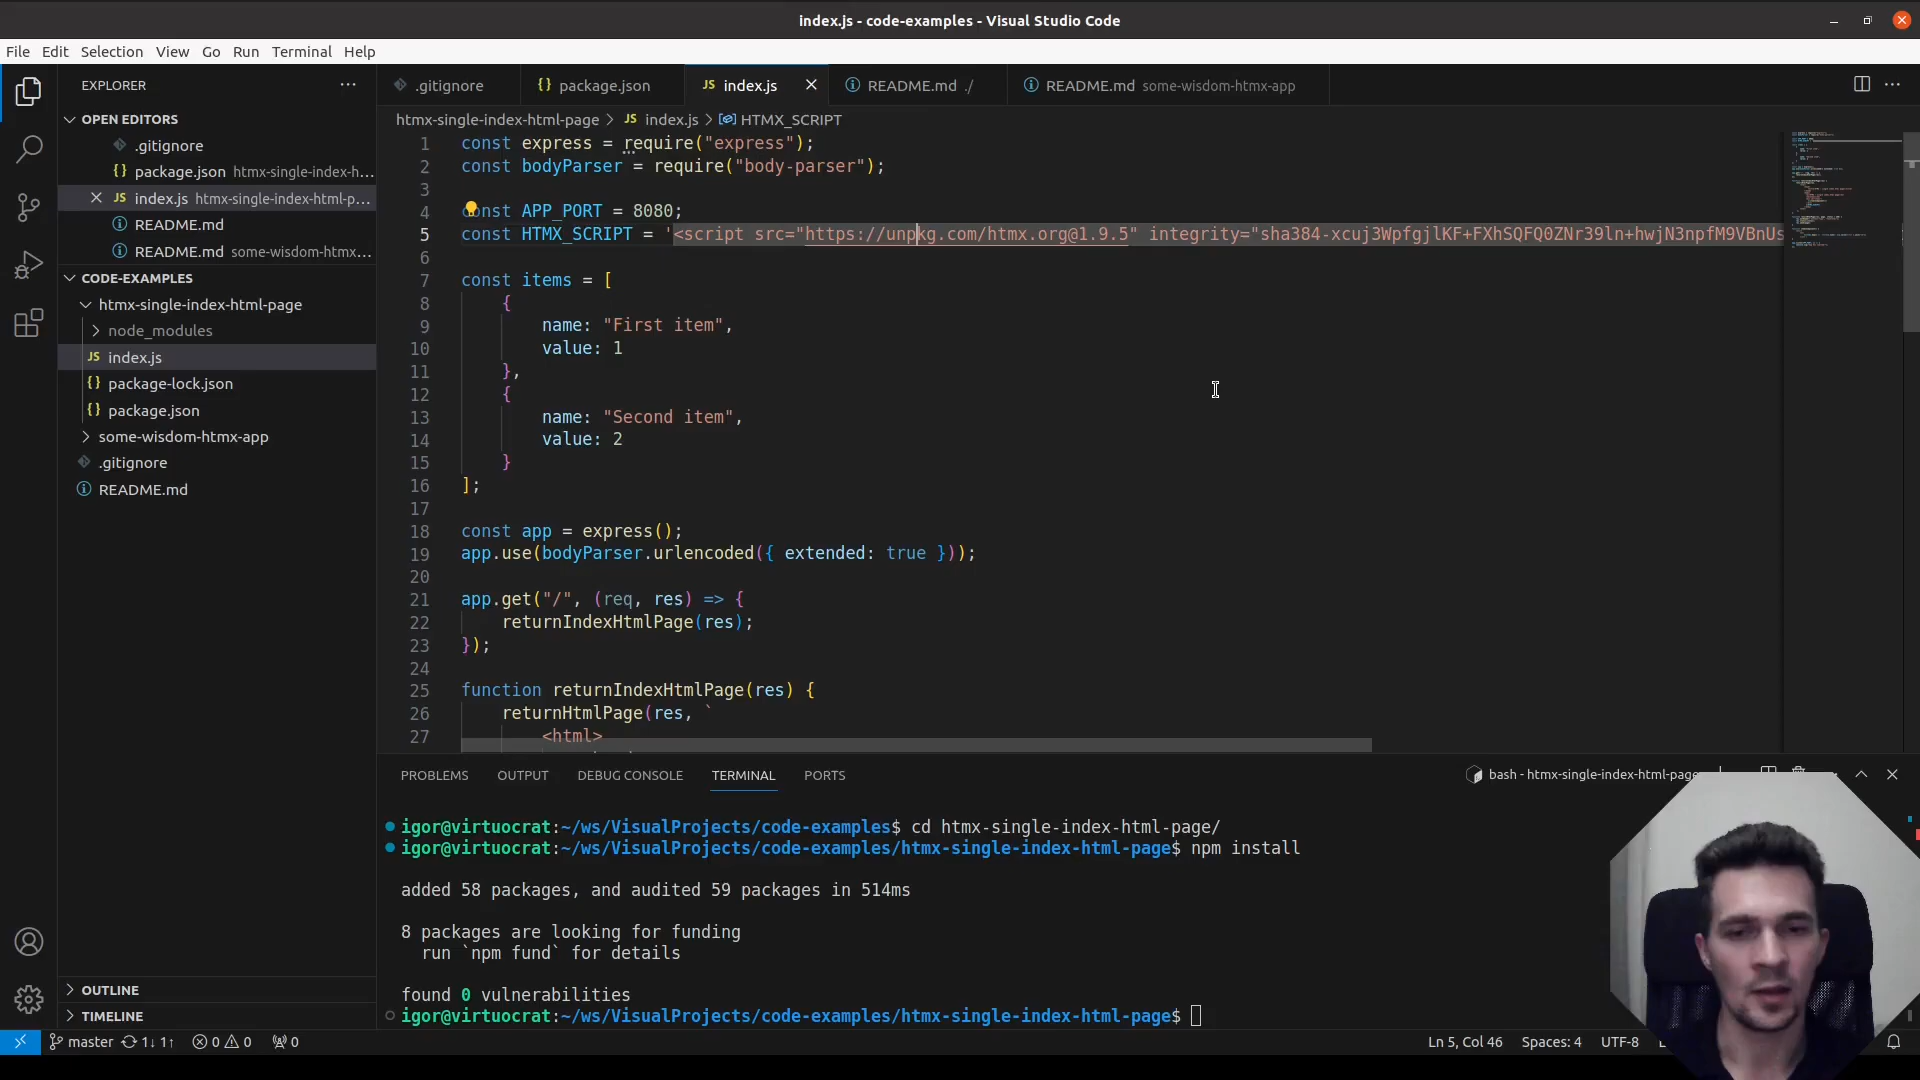 index.js - code-examples - Visual Studio Code
File Edit Selection View Go Run Terminal Help
EXPLORER
OPEN EDITORS
.gitignore
package.json htmx-single-index-h...
index.js htmx-single-index-html-p...
README.md
README.md some-wisdom-htmx...
CODE-EXAMPLES
htmx-single-index-html-page
node_modules
index.js
package-lock.json
package.json
some-wisdom-htmx-app
.gitignore
README.md
OUTLINE
TIMELINE
.gitignore package.json JS index.js README.md ./ README.md some-wisdom-htmx-app
htmx-single-index-html-page > JS index.js > HTMX_SCRIPT
1 const express = require("express");
2 const bodyParser = require("body-parser");
3
4 const APP_PORT = 8080;
5 const HTMX_SCRIPT = '<script src="https://unpkg.com/htmx.org@1.9.5" integrity="sha384-xcuj3WpfgjlKF+FXhSQFQ0ZNr39ln+hwjN3npfM9VBnUs
6
7 const items = [
8 {
9 name: "First item",
10 value: 1
11 },
12 {
13 name: "Second item",
14 value: 2
15 }
16 ];
17
18 const app = express();
19 app.use(bodyParser.urlencoded({ extended: true }));
20
21 app.get("/", (req, res) => {
22 returnIndexHtmlPage(res);
23 });
24
25 function returnIndexHtmlPage(res) {
26 returnHtmlPage(res, `
27 <html>
PROBLEMS OUTPUT DEBUG CONSOLE TERMINAL PORTS
bash - htmx-single-index-html-page
igor@virtuocrat:~/ws/VisualProjects/code-examples$ cd htmx-single-index-html-page/
igor@virtuocrat:~/ws/VisualProjects/code-examples/htmx-single-index-html-page$ npm install
added 58 packages, and audited 59 packages in 514ms
8 packages are looking for funding
run `npm fund` for details
found 0 vulnerabilities
igor@virtuocrat:~/ws/VisualProjects/code-examples/htmx-single-index-html-page$
master 1↓ 1↑ 0 0 0 Ln 5, Col 46 Spaces: 4 UTF-8